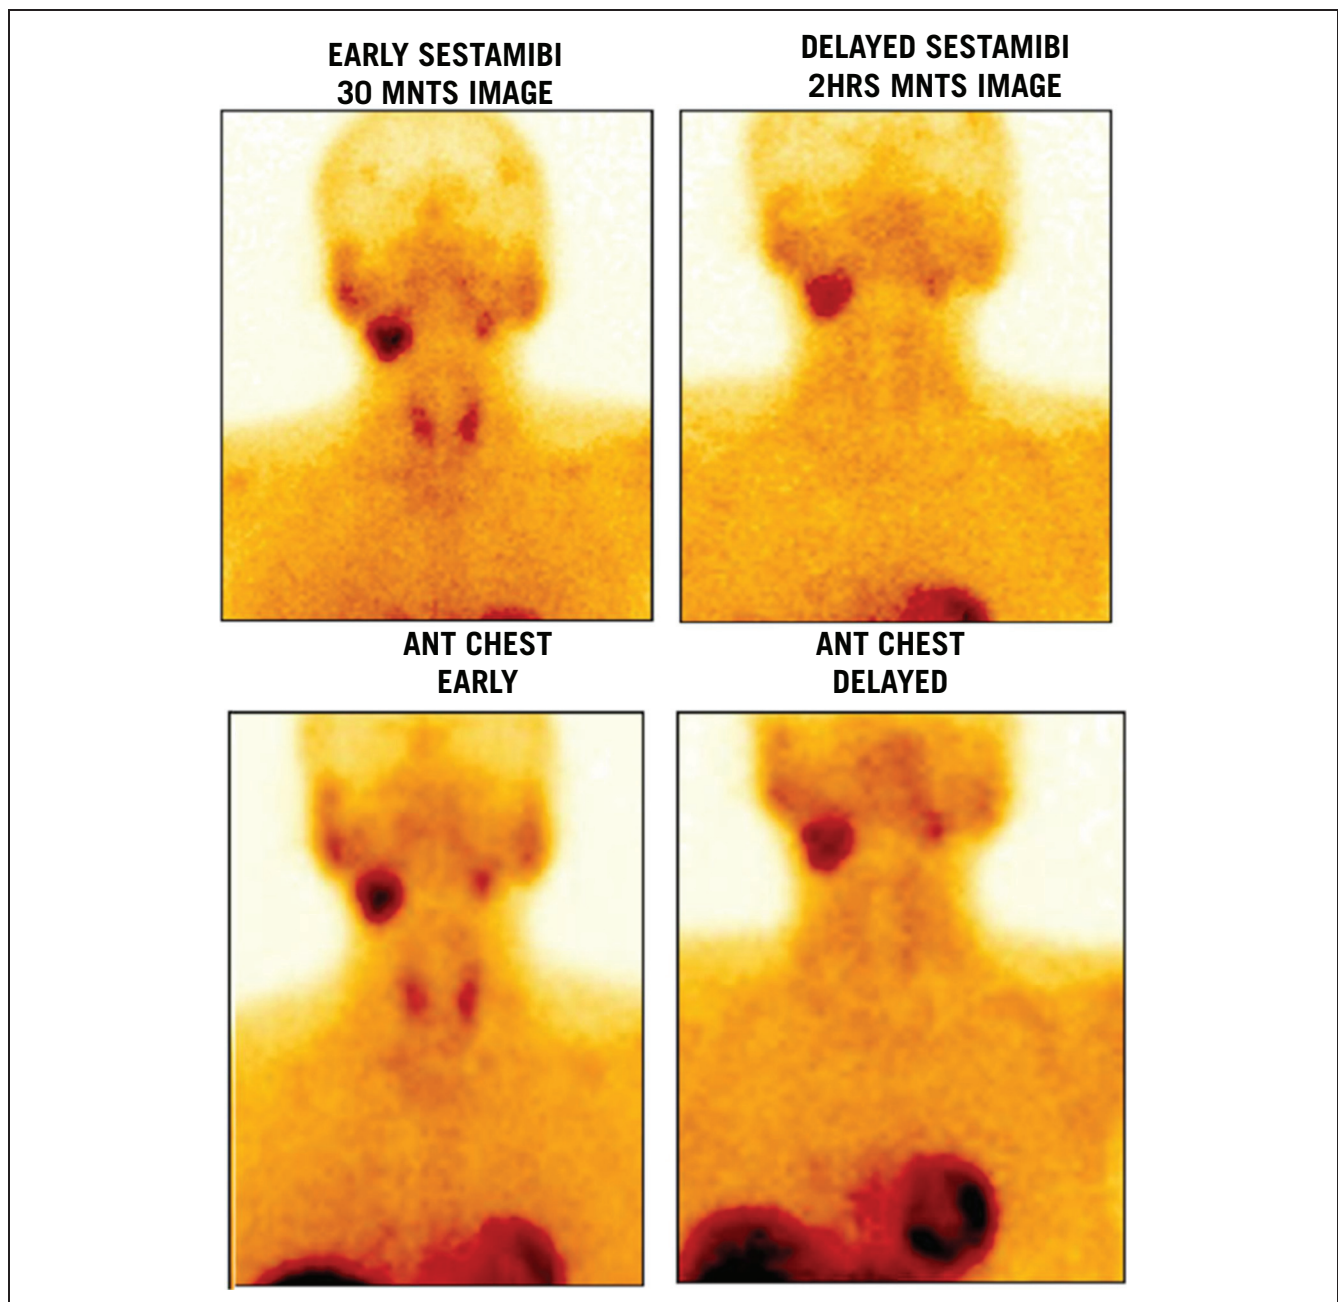 EARLY SESTAMIBI
30 MNTS IMAGE
DELAYED SESTAMIBI
2HRS MNTS IMAGE
ANT CHEST
EARLY
ANT CHEST
DELAYED